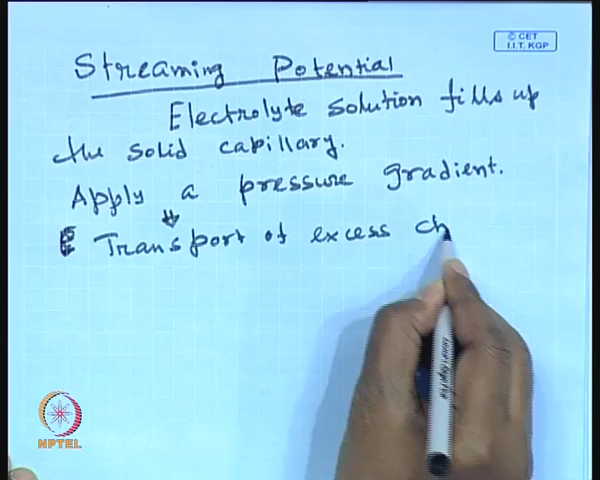 © CET
I.I.T. KGP
Streaming Potential
Electrolyte solution fills up
the solid capillary.
Apply a pressure gradient.
Transport of excess ch
NPTEL